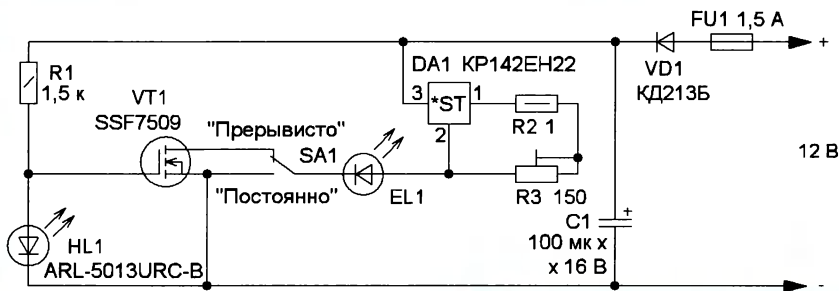 FU1 1,5 А
+
R1
1,5 к
VT1
SSF7509
DA1 КР142ЕН22
3
*ST
1
2
VD1
КД213Б
"Прерывисто"
SA1
R2 1
12 В
"Постоянно"
EL1
R3 150
C1
100 мк х
х 16 В
+
HL1
ARL-5013URC-B
-